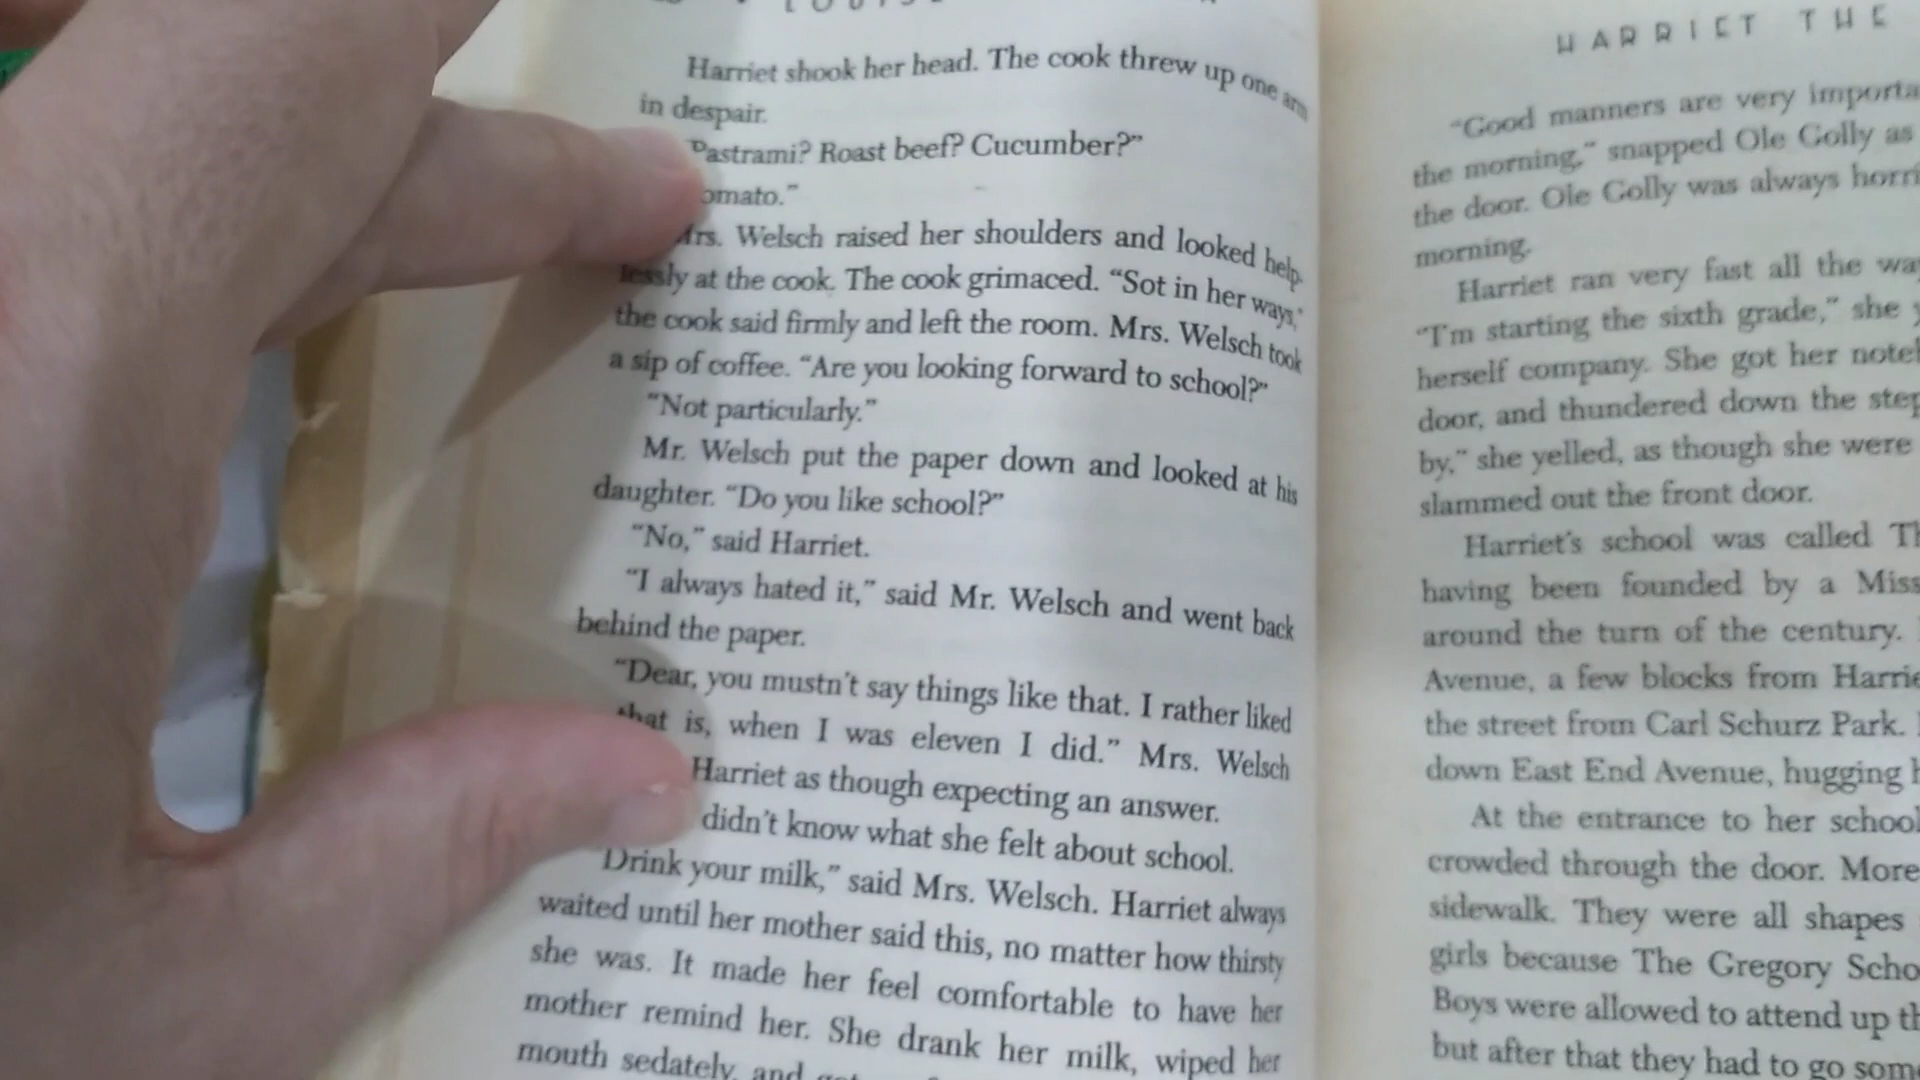 Harriet shook her head. The cook threw up one arm
in despair.
Pastrami? Roast beef? Cucumber?”
omato.”
Mrs. Welsch raised her shoulders and looked help-
lessly at the cook. The cook grimaced. “Sot in her ways,”
the cook said firmly and left the room. Mrs. Welsch took
a sip of coffee. “Are you looking forward to school?”
“Not particularly.”
Mr. Welsch put the paper down and looked at his
daughter. “Do you like school?”
“No,” said Harriet.
“I always hated it,” said Mr. Welsch and went back
behind the paper.
“Dear, you mustn’t say things like that. I rather liked
that is, when I was eleven I did.” Mrs. Welsch
Harriet as though expecting an answer.
didn’t know what she felt about school.
Drink your milk,” said Mrs. Welsch. Harriet always
waited until her mother said this, no matter how thirsty
she was. It made her feel comfortable to have her
mother remind her. She drank her milk, wiped her
mouth sedately, and
HARRIET THE
“Good manners are very importa
the morning,” snapped Ole Golly as
the door. Ole Golly was always horri
morning.
Harriet ran very fast all the way
“I’m starting the sixth grade,” she y
herself company. She got her noteb
door, and thundered down the step
by,” she yelled, as though she were
slammed out the front door.
Harriet’s school was called Th
having been founded by a Miss
around the turn of the century.
Avenue, a few blocks from Harrie
the street from Carl Schurz Park.
down East End Avenue, hugging h
At the entrance to her school
crowded through the door. More
sidewalk. They were all shapes
girls because The Gregory Scho
Boys were allowed to attend up th
but after that they had to go some